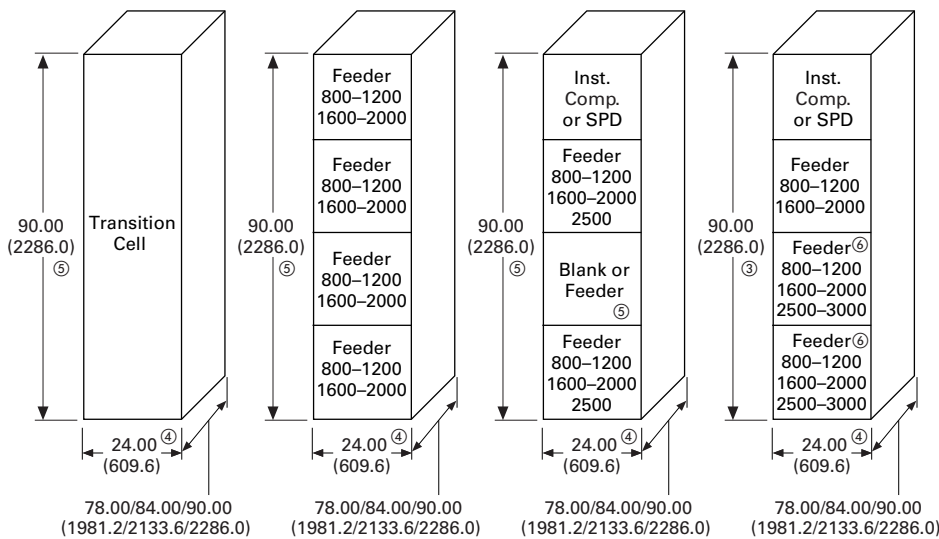 Transition
Cell
90.00
(2286.0)
⑤
24.00 ④
(609.6)
78.00/84.00/90.00
(1981.2/2133.6/2286.0)
Feeder
800–1200
1600–2000
Feeder
800–1200
1600–2000
Feeder
800–1200
1600–2000
Feeder
800–1200
1600–2000
90.00
(2286.0)
⑤
24.00 ④
(609.6)
78.00/84.00/90.00
(1981.2/2133.6/2286.0)
Inst.
Comp.
or SPD
Feeder
800–1200
1600–2000
2500
Blank or
Feeder
⑤
Feeder
800–1200
1600–2000
2500
90.00
(2286.0)
⑤
24.00 ④
(609.6)
78.00/84.00/90.00
(1981.2/2133.6/2286.0)
Inst.
Comp.
or SPD
Feeder
800–1200
1600–2000
Feeder⑥
800–1200
1600–2000
2500–3000
Feeder⑥
800–1200
1600–2000
2500–3000
90.00
(2286.0)
③
24.00 ④
(609.6)
78.00/84.00/90.00
(1981.2/2133.6/2286.0)